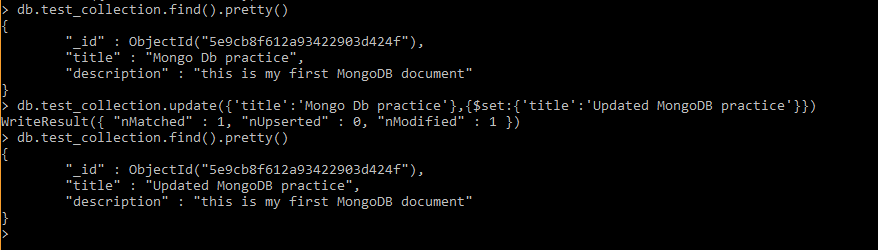 > db.test_collection.find().pretty()
{
        "_id" : ObjectId("5e9cb8f612a93422903d424f"),
        "title" : "Mongo Db practice",
        "description" : "this is my first MongoDB document"
}
> db.test_collection.update({'title':'Mongo Db practice'},{$set:{'title':'Updated MongoDB practice'}})
WriteResult({ "nMatched" : 1, "nUpserted" : 0, "nModified" : 1 })
> db.test_collection.find().pretty()
{
        "_id" : ObjectId("5e9cb8f612a93422903d424f"),
        "title" : "Updated MongoDB practice",
        "description" : "this is my first MongoDB document"
}
>